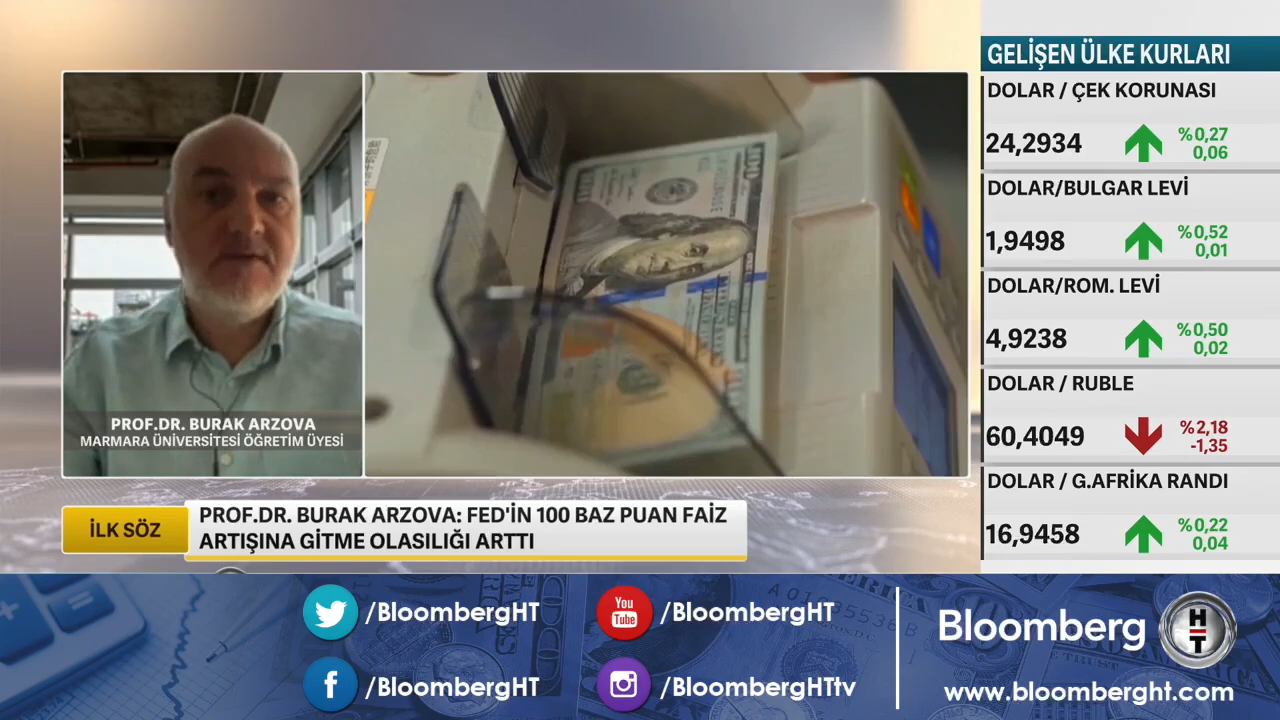 PROF.DR. BURAK ARZOVA
MARMARA ÜNİVERSİTESİ ÖĞRETİM ÜYESİ
İLK SÖZ
PROF.DR. BURAK ARZOVA: FED'İN 100 BAZ PUAN FAİZ
ARTIŞINA GİTME OLASILIĞI ARTTI
GELİŞEN ÜLKE KURLARI
DOLAR / ÇEK KORUNASI
24,2934 %0,27
0,06
DOLAR/BULGAR LEVİ
1,9498 %0,52
0,01
DOLAR/ROM. LEVİ
4,9238 %0,50
0,02
DOLAR / RUBLE
60,4049 %2,18
-1,35
DOLAR / G.AFRİKA RANDI
16,9458 %0,22
0,04
/BloombergHT
You
Tube
/BloombergHT
/BloombergHT
/BloombergHTtv
Bloomberg HT
www.bloomberght.com